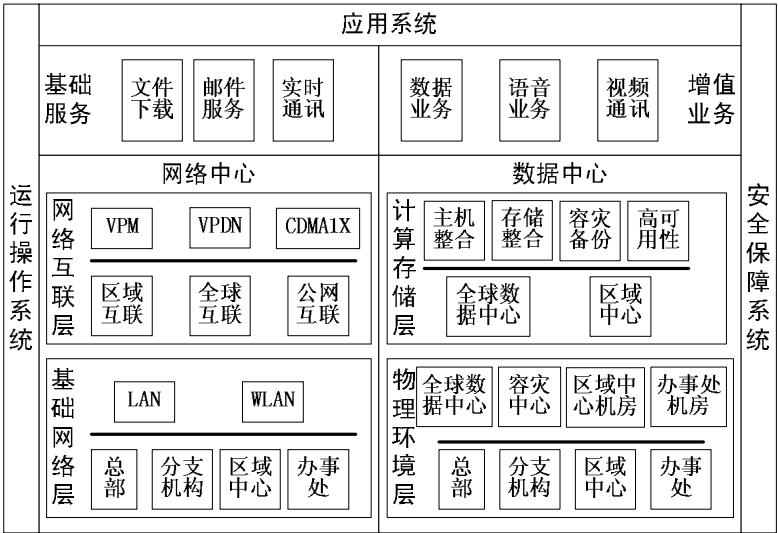 应用系统
基础
服务
文件
下载
邮件
服务
实时
通讯
数据
业务
语音
业务
视频
通讯
增值
业务
运行操作系统
网络中心
网络互联层
VPM
VPDN
CDMA1X
区域
互联
全球
互联
公网
互联
基础网络层
LAN
WLAN
总部
分支
机构
区域
中心
办事
处
数据中心
计算存储层
主机
整合
存储
整合
容灾
备份
高可
用性
全球数
据中心
区域
中心
物理环境层
全球数
据中心
容灾
中心
区域中
心机房
办事处
机房
总部
分支
机构
区域
中心
办事
处
安全保障系统